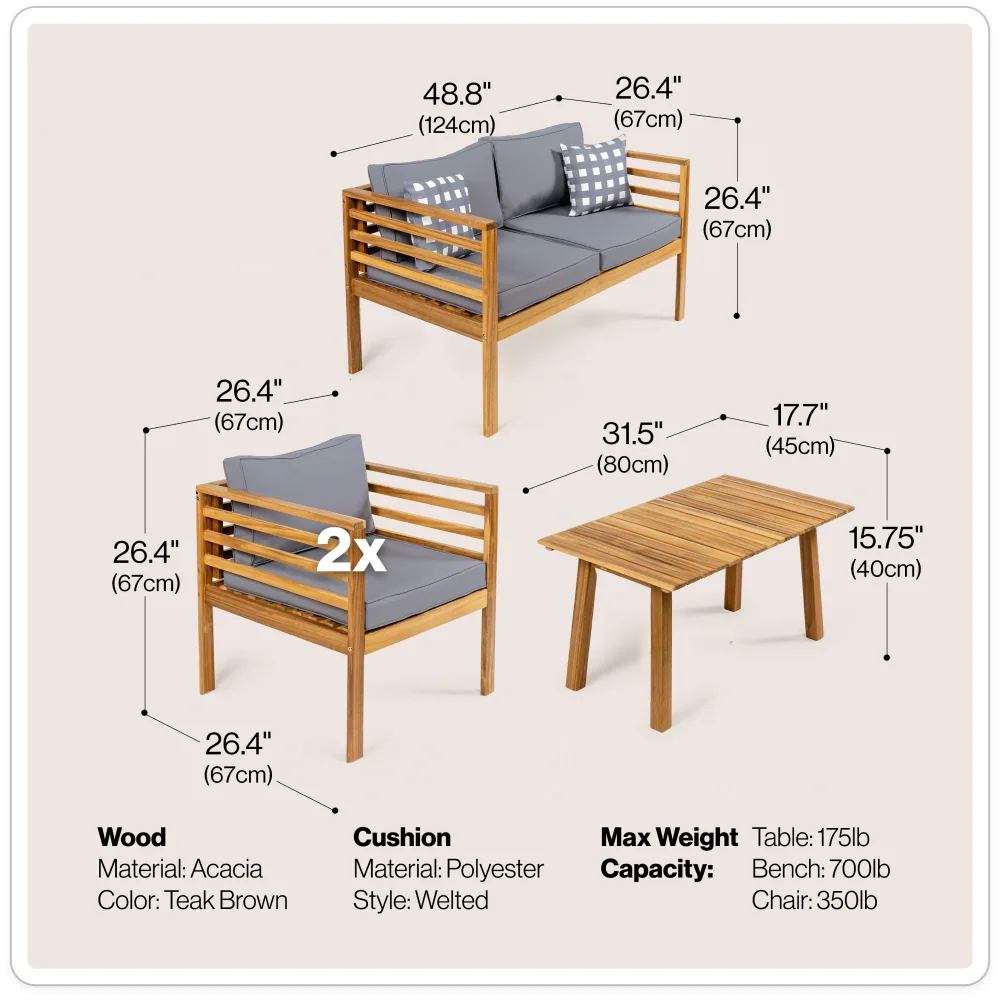 48.8"
(124cm)
26.4"
(67cm)
26.4"
(67cm)
26.4"
(67cm)
26.4"
(67cm)
26.4"
(67cm)
2x
31.5"
(80cm)
17.7"
(45cm)
15.75"
(40cm)
Wood
Material: Acacia
Color: Teak Brown
Cushion
Material: Polyester
Style: Welted
Max Weight
Capacity:
Table: 175lb
Bench: 700lb
Chair: 350lb